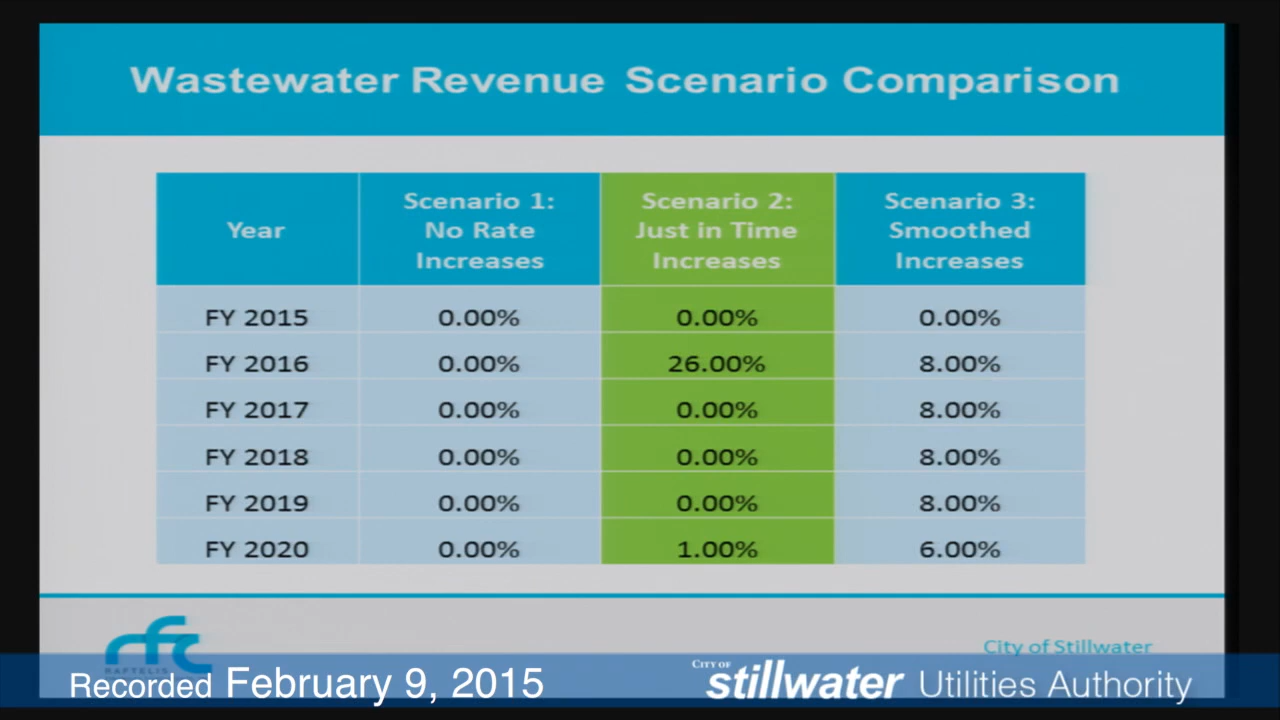 Wastewater Revenue Scenario Comparison
Year
Scenario 1:
No Rate
Increases
Scenario 2:
Just in Time
Increases
Scenario 3:
Smoothed
Increases
FY 2015 0.00% 0.00% 0.00%
FY 2016 0.00% 26.00% 8.00%
FY 2017 0.00% 0.00% 8.00%
FY 2018 0.00% 0.00% 8.00%
FY 2019 0.00% 0.00% 8.00%
FY 2020 0.00% 1.00% 6.00%
rfc
RAFTELIS
City of Stillwater
Recorded February 9, 2015
CITY OF
stillwater Utilities Authority